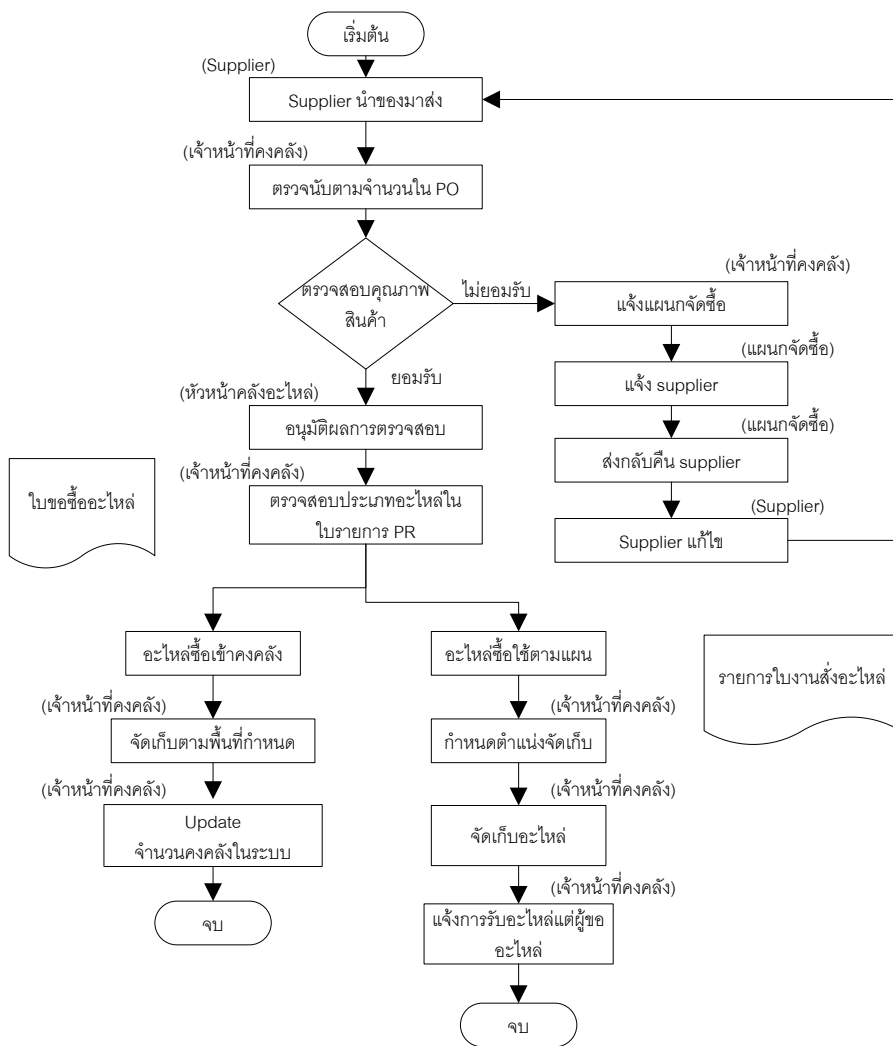 เริ่มต้น
(Supplier)
Supplier นำของมาส่ง
(เจ้าหน้าที่คงคลัง)
ตรวจนับตามจำนวนใน PO
ตรวจสอบคุณภาพ
สินค้า
ไม่ยอมรับ
(เจ้าหน้าที่คงคลัง)
แจ้งแผนกจัดซื้อ
(แผนกจัดซื้อ)
แจ้ง supplier
(แผนกจัดซื้อ)
ส่งกลับคืน supplier
(Supplier)
Supplier แก้ไข
ยอมรับ
(หัวหน้าคลังอะไหล่)
อนุมัติผลการตรวจสอบ
(เจ้าหน้าที่คงคลัง)
ตรวจสอบประเภทอะไหล่ใน
ใบรายการ PR
ใบขอซื้ออะไหล่
อะไหล่ซื้อเข้าคงคลัง
(เจ้าหน้าที่คงคลัง)
จัดเก็บตามพื้นที่กำหนด
(เจ้าหน้าที่คงคลัง)
Update
จำนวนคงคลังในระบบ
จบ
อะไหล่ซื้อใช้ตามแผน
(เจ้าหน้าที่คงคลัง)
กำหนดตำแน่งจัดเก็บ
(เจ้าหน้าที่คงคลัง)
จัดเก็บอะไหล่
(เจ้าหน้าที่คงคลัง)
แจ้งการรับอะไหล่แต่ผู้ขอ
อะไหล่
จบ
รายการใบงานสั่งอะไหล่